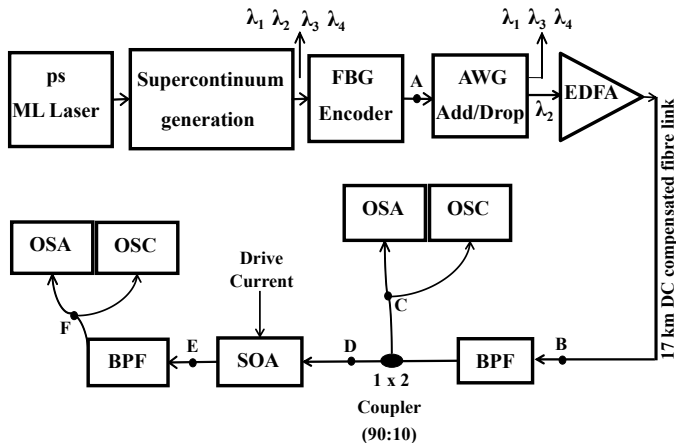 λ1 λ2 λ3 λ4
λ1 λ3 λ4
ps
ML Laser
Supercontinuum
generation
FBG
Encoder
A
AWG
Add/Drop
λ2
EDFA
17 km DC compensated fibre link
OSA
OSC
OSA
OSC
Drive
Current
C
F
E
D
B
BPF
SOA
1 x 2
Coupler
(90:10)
BPF